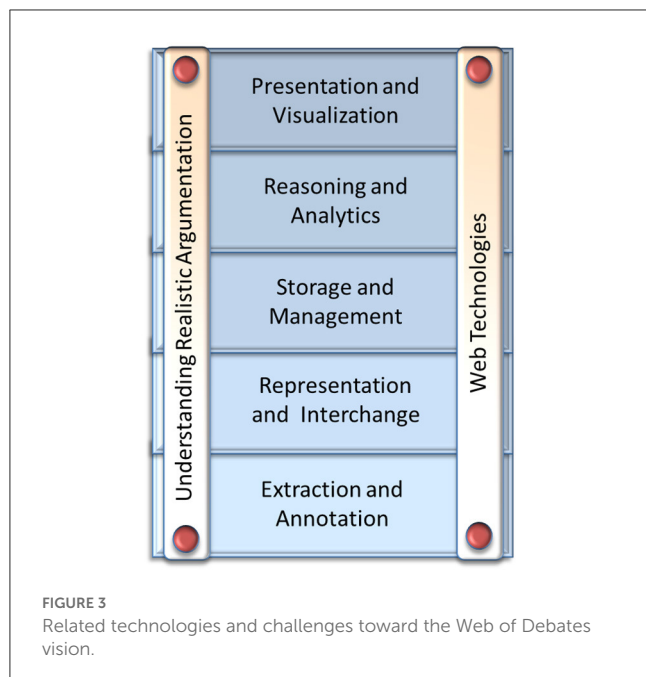 Understanding Realistic Argumentation
Presentation and
Visualization
Reasoning and
Analytics
Storage and
Management
Representation
and Interchange
Extraction and
Annotation
Web Technologies
FIGURE 3
Related technologies and challenges toward the Web of Debates
vision.